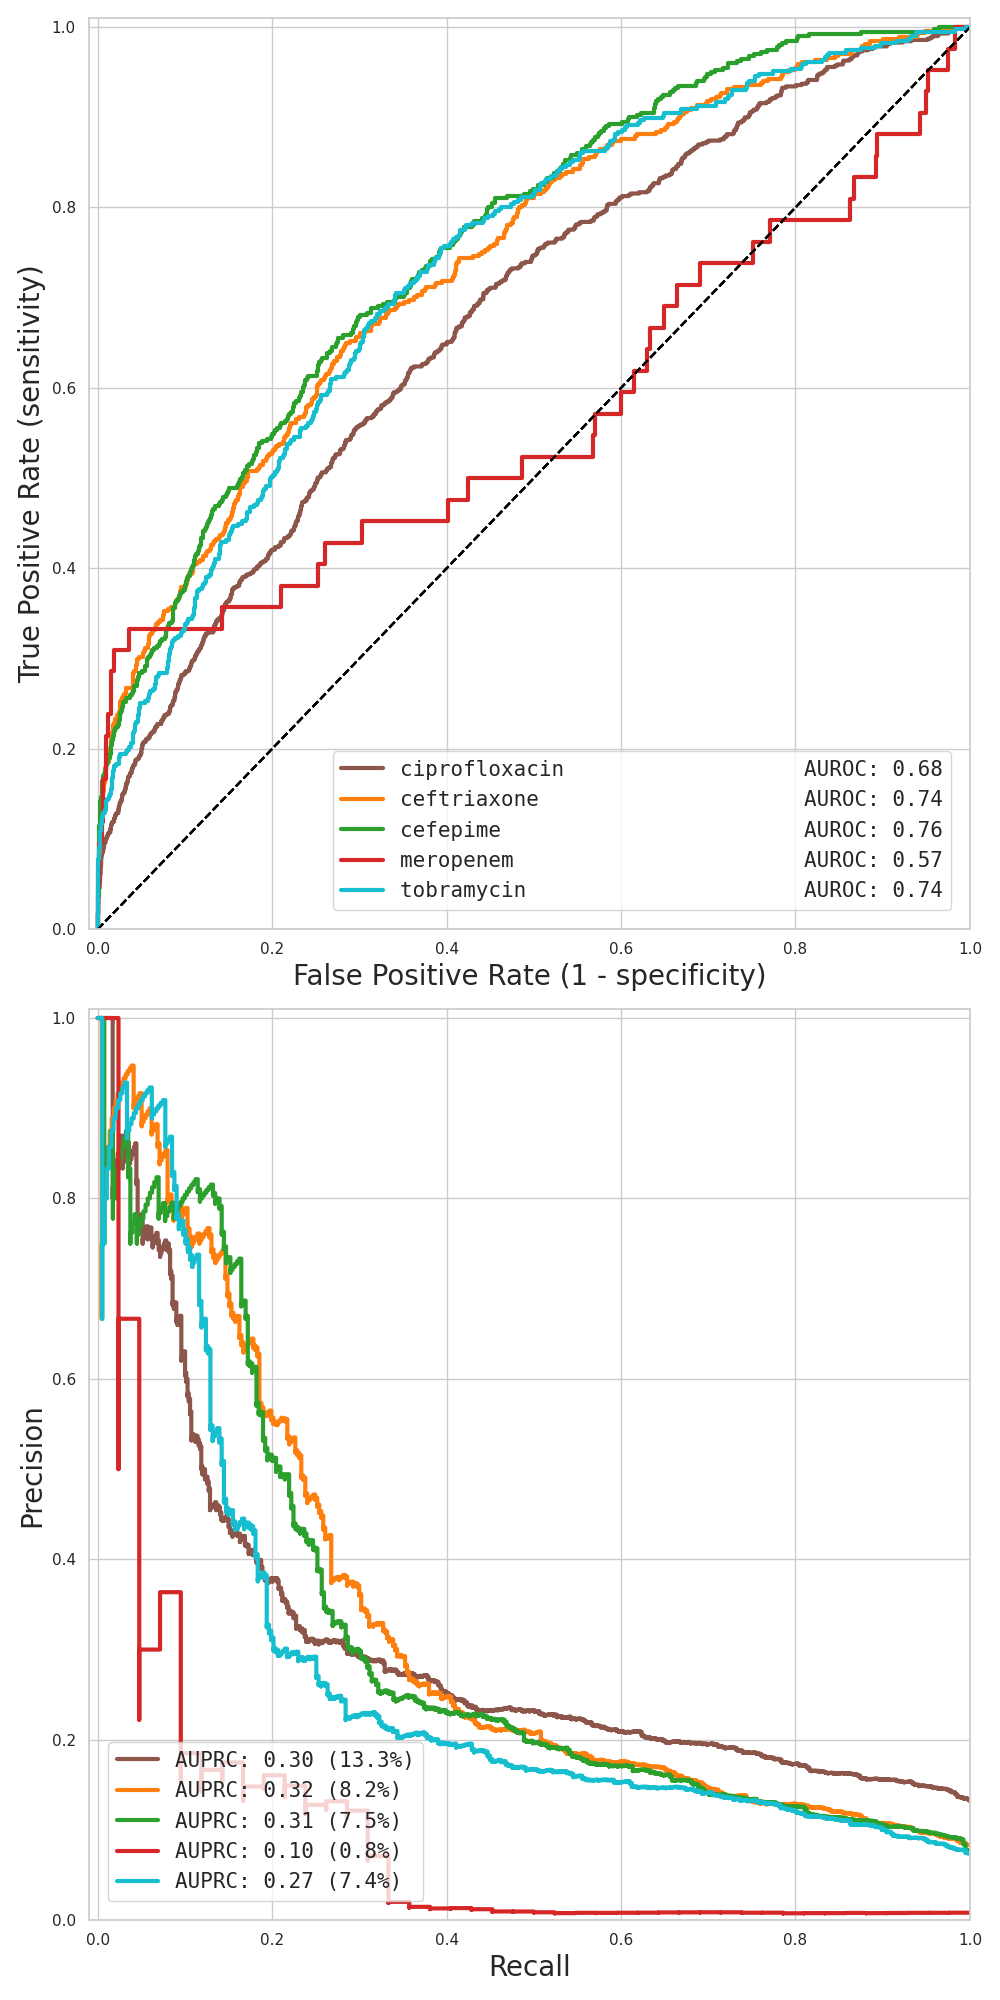 1.0
0.8
0.6
0.4
0.2
0.0
True Positive Rate (sensitivity)
ciprofloxacin AUROC: 0.68
ceftriaxone AUROC: 0.74
cefepime AUROC: 0.76
meropenem AUROC: 0.57
tobramycin AUROC: 0.74
0.0 0.2 0.4 0.6 0.8 1.0
False Positive Rate (1 - specificity)
1.0
0.8
0.6
0.4
0.2
0.0
Precision
AUPRC: 0.30 (13.3%)
AUPRC: 0.32 (8.2%)
AUPRC: 0.31 (7.5%)
AUPRC: 0.10 (0.8%)
AUPRC: 0.27 (7.4%)
0.0 0.2 0.4 0.6 0.8 1.0
Recall